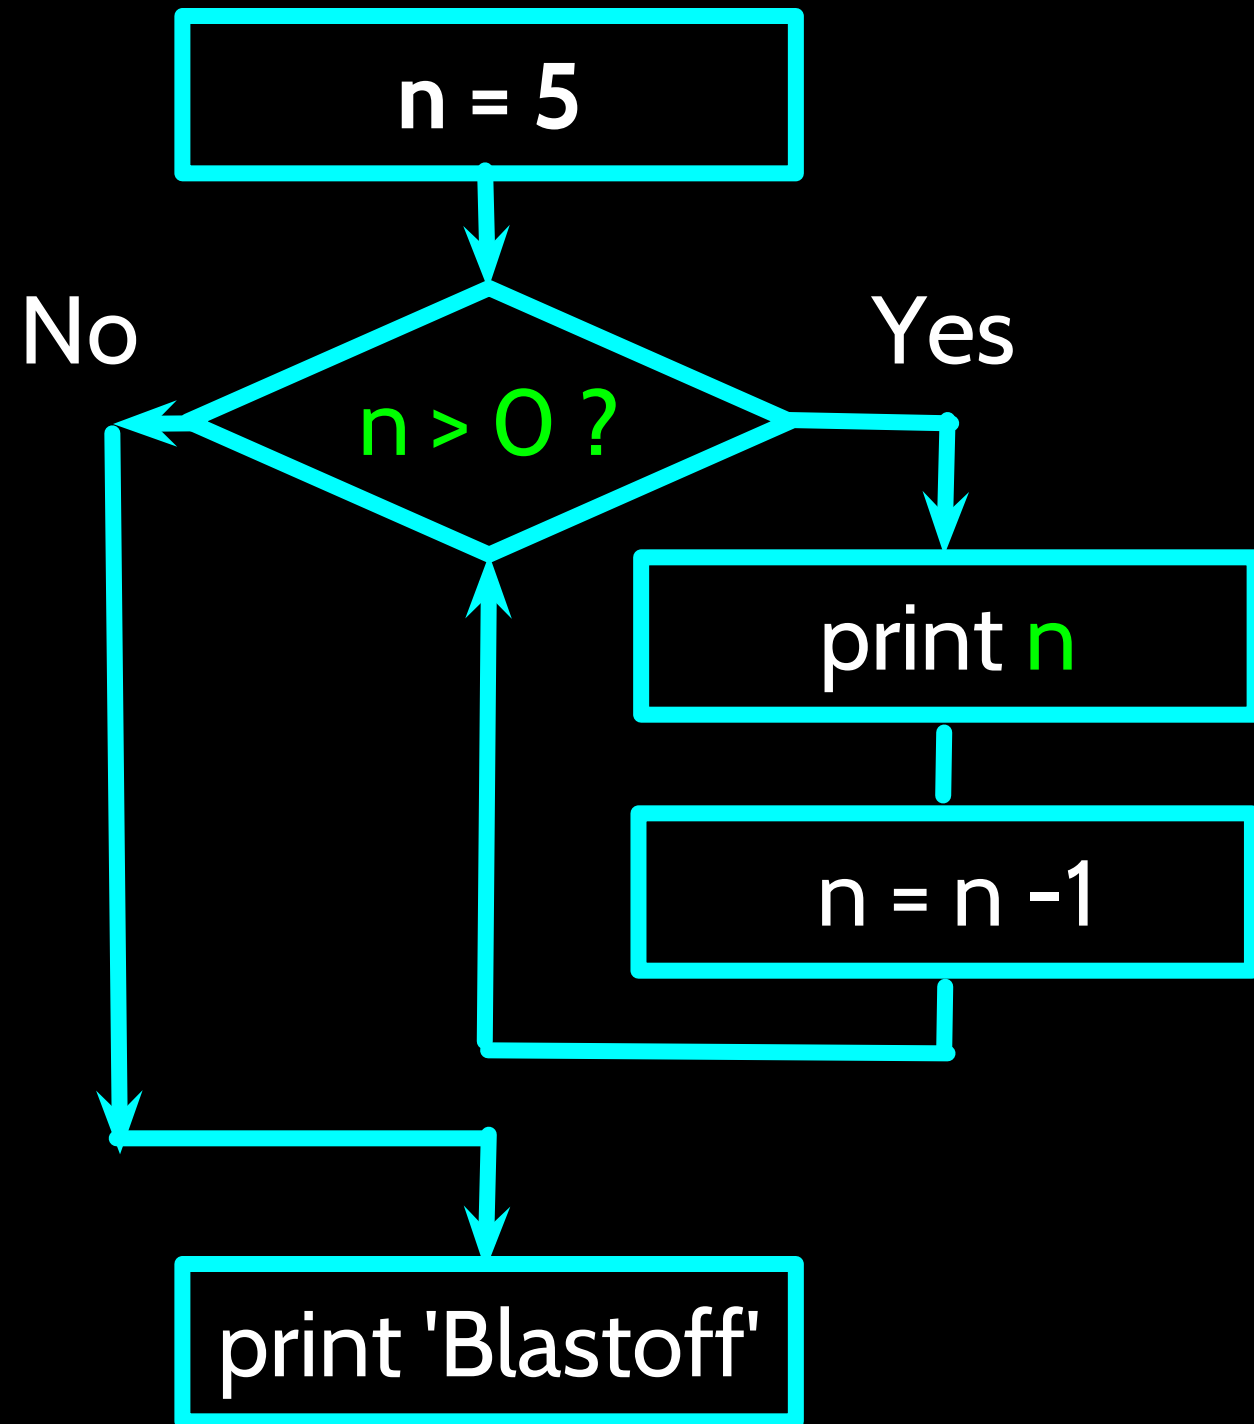 n = 5
No
Yes
n > 0 ?
print n
n = n -1
print 'Blastoff'